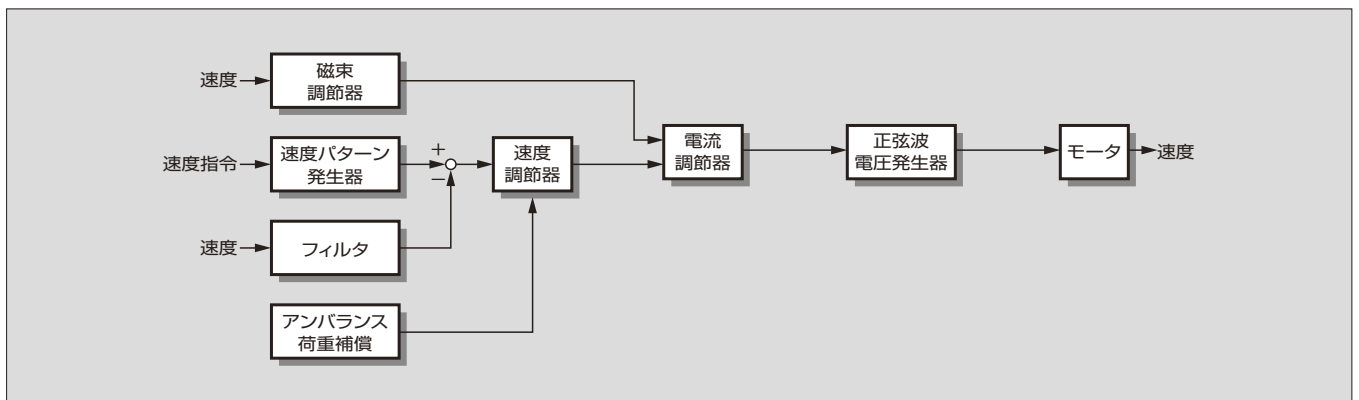 速度
磁束
調節器
速度指令
速度パターン
発生器
+
−
速度
調節器
電流
調節器
正弦波
電圧発生器
モータ
速度
速度
フィルタ
アンバランス
荷重補償